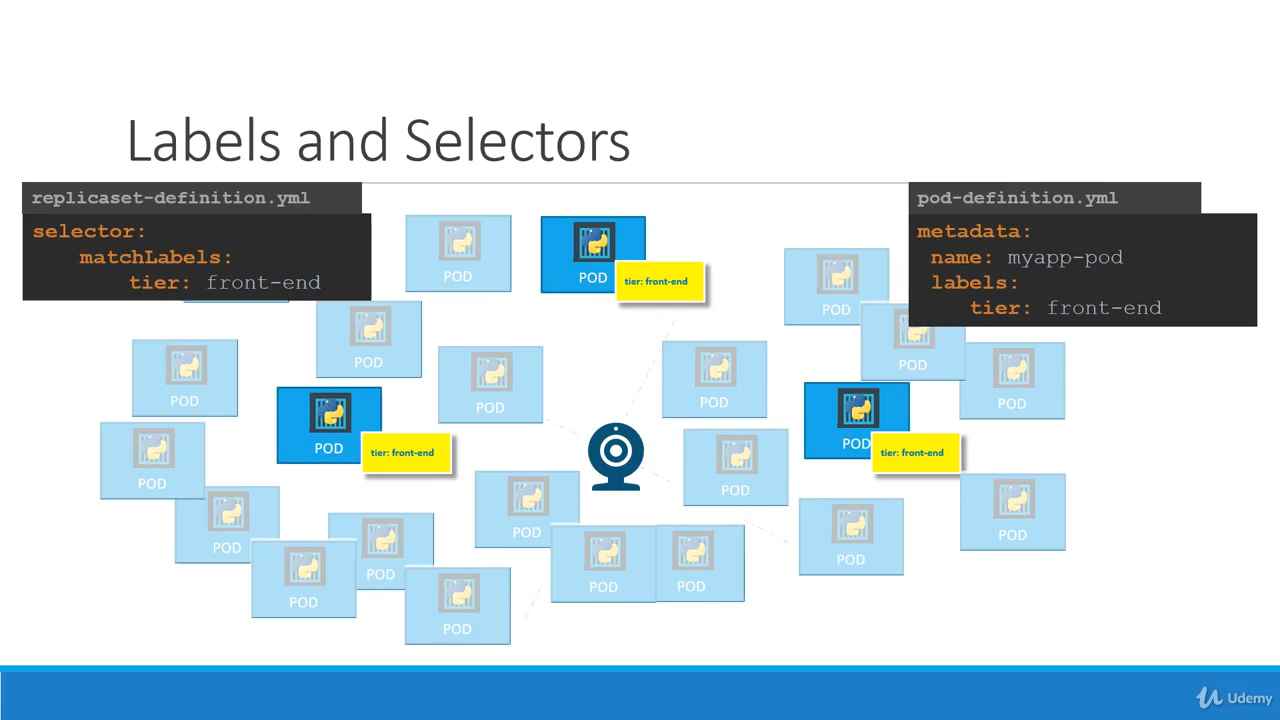 Labels and Selectors
replicaset-definition.yml
selector:
matchLabels:
tier: front-end
pod-definition.yml
metadata:
name: myapp-pod
labels:
tier: front-end
POD
POD
tier: front-end
POD
POD
POD
POD
POD
POD
POD
POD
tier: front-end
POD
tier: front-end
POD
POD
POD
POD
POD
POD
POD
POD
POD
POD
POD
POD
Udemy